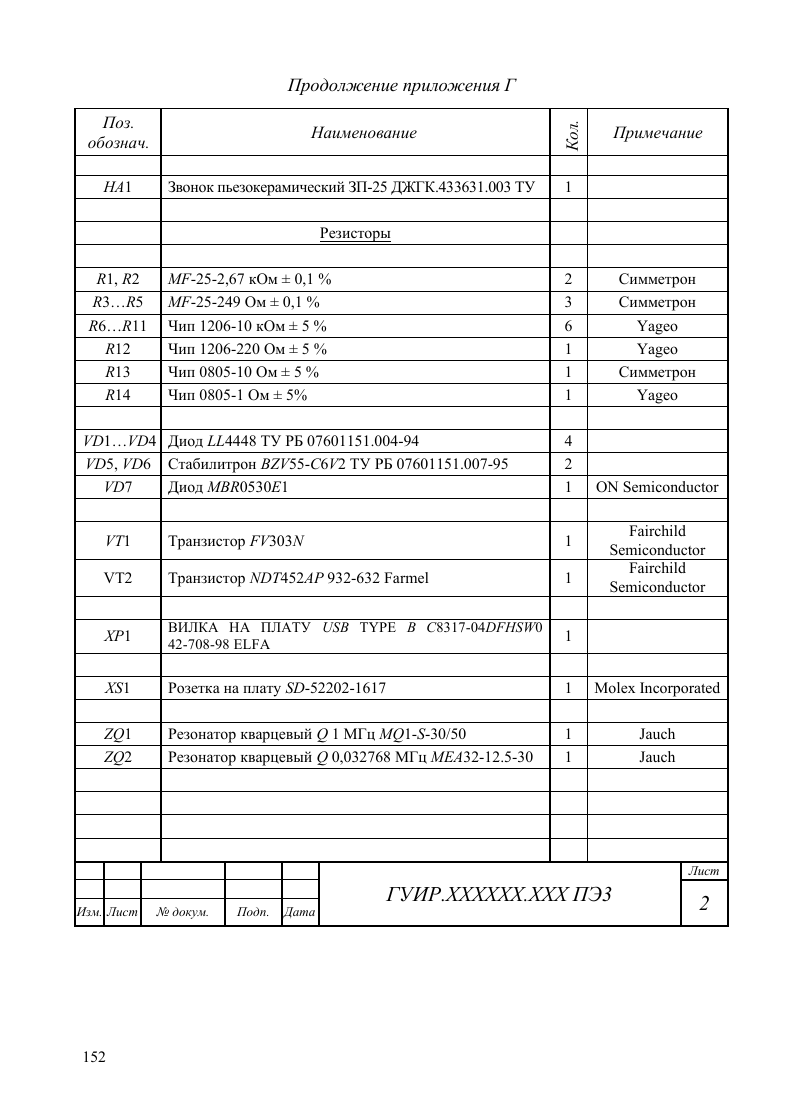 Продолжение приложения Г
Поз. обознач. Наименование Кол. Примечание
HA1 Звонок пьезокерамический ЗП-25 ДЖГК.433631.003 ТУ 1
Резисторы
R1, R2 MF-25-2,67 кОм ± 0,1 % 2 Симметрон
R3…R5 MF-25-249 Ом ± 0,1 % 3 Симметрон
R6…R11 Чип 1206-10 кОм ± 5 % 6 Yageo
R12 Чип 1206-220 Ом ± 5 % 1 Yageo
R13 Чип 0805-10 Ом ± 5 % 1 Симметрон
R14 Чип 0805-1 Ом ± 5% 1 Yageo
VD1…VD4 Диод LL4448 ТУ РБ 07601151.004-94 4
VD5, VD6 Стабилитрон BZV55-C6V2 ТУ РБ 07601151.007-95 2
VD7 Диод MBR0530E1 1 ON Semiconductor
VT1 Транзистор FV303N 1 Fairchild Semiconductor
VT2 Транзистор NDT452AP 932-632 Farmel 1 Fairchild Semiconductor
XP1 ВИЛКА НА ПЛАТУ USB TYPE B C8317-04DFHSW0 42-708-98 ELFA 1
XS1 Розетка на плату SD-52202-1617 1 Molex Incorporated
ZQ1 Резонатор кварцевый Q 1 МГц MQ1-S-30/50 1 Jauch
ZQ2 Резонатор кварцевый Q 0,032768 МГц MEA32-12.5-30 1 Jauch
Лист
ГУИР.XXXXXX.XXX ПЭ3
2
Изм. Лист № докум. Подп. Дата
152